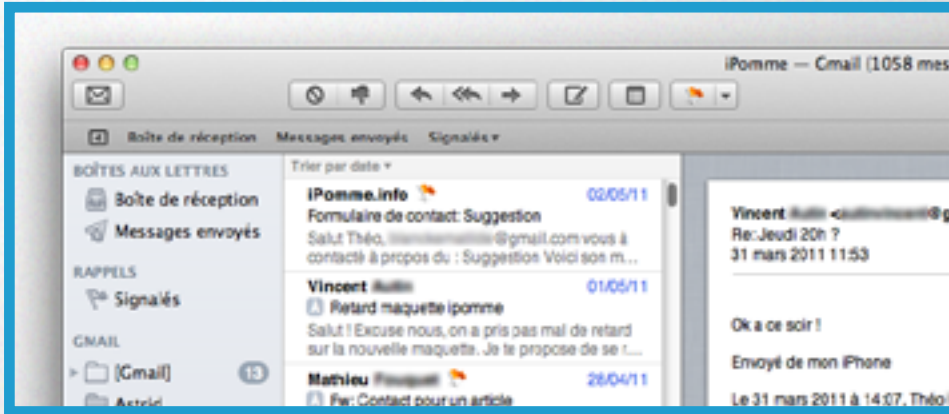 iPomme — Gmail (1058 mes
Boîte de réception Messages envoyés Signalés
BOÎTES AUX LETTRES
Boîte de réception
Messages envoyés
RAPPELS
Signalés
GMAIL
[Gmail] 13
Astrid
Trier par date
iPomme.info 02/05/11
Formulaire de contact: Suggestion
Salut Théo, @gmail.com vous à
contacté à propos du : Suggestion Voici son m...
Vincent 01/05/11
Retard maquette ipomme
Salut ! Excuse nous, on a pris pas mal de retard
sur la nouvelle maquette. Je te propose de se r...
Mathieu 28/04/11
Fw: Contact pour un article
Vincent
Re: Jeudi 20h ?
31 mars 2011 11:53
Ok a ce soir !
Envoyé de mon iPhone
Le 31 mars 2011 à 14:07, Théo